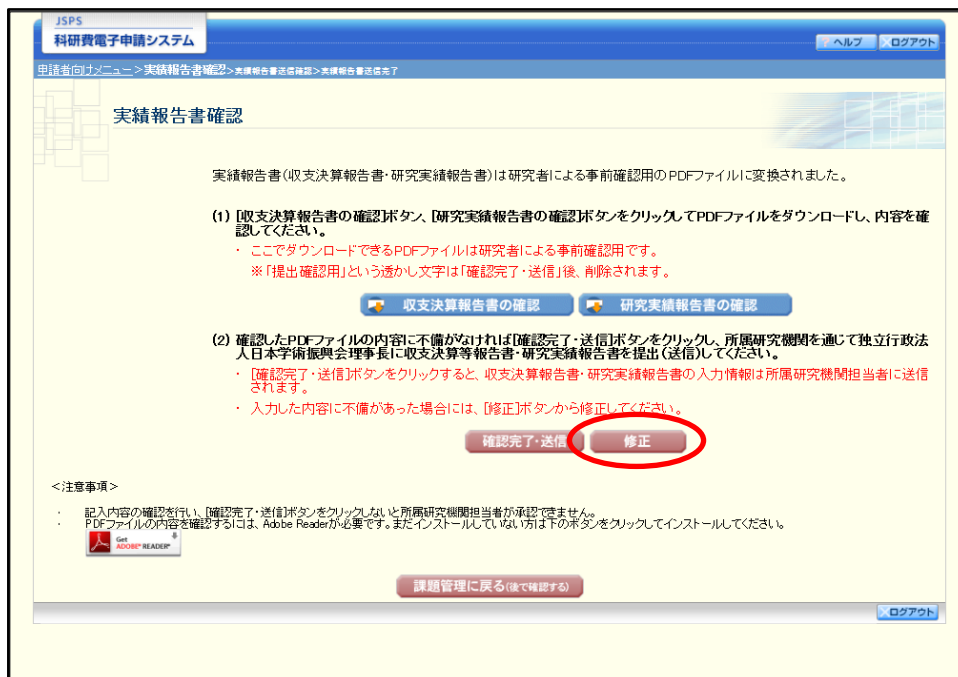 JSPS
科研費電子申請システム
? ヘルプ ログアウト
申請者向けメニュー>実績報告書確認>実績報告書送信確認>実績報告書送信完了
実績報告書確認
実績報告書(収支決算報告書・研究実績報告書)は研究者による事前確認用のPDFファイルに変換されました。
(1) [収支決算報告書の確認]ボタン、[研究実績報告書の確認]ボタンをクリックしてPDFファイルをダウンロードし、内容を確
認してください。
・ ここでダウンロードできるPDFファイルは研究者による事前確認用です。
※「提出確認用」という透かし文字は「確認完了・送信」後、削除されます。
収支決算報告書の確認 研究実績報告書の確認
(2) 確認したPDFファイルの内容に不備がなければ[確認完了・送信]ボタンをクリックし、所属研究機関を通じて独立行政法
人日本学術振興会理事長に収支決算等報告書・研究実績報告書を提出(送信)してください。
・ [確認完了・送信]ボタンをクリックすると、収支決算報告書・研究実績報告書の入力情報は所属研究機関担当者に送信
されます。
・ 入力した内容に不備があった場合には、[修正]ボタンから修正してください。
確認完了・送信 修正
<注意事項>
・ 記入内容の確認を行い、[確認完了・送信]ボタンをクリックしないと所属研究機関担当者が承認できません。
・ PDFファイルの内容を確認するには、Adobe Readerが必要です。まだインストールしていない方は下のボタンをクリックしてインストールしてください。
Get
ADOBE® READER®
課題管理に戻る(後で確認する)
ログアウト